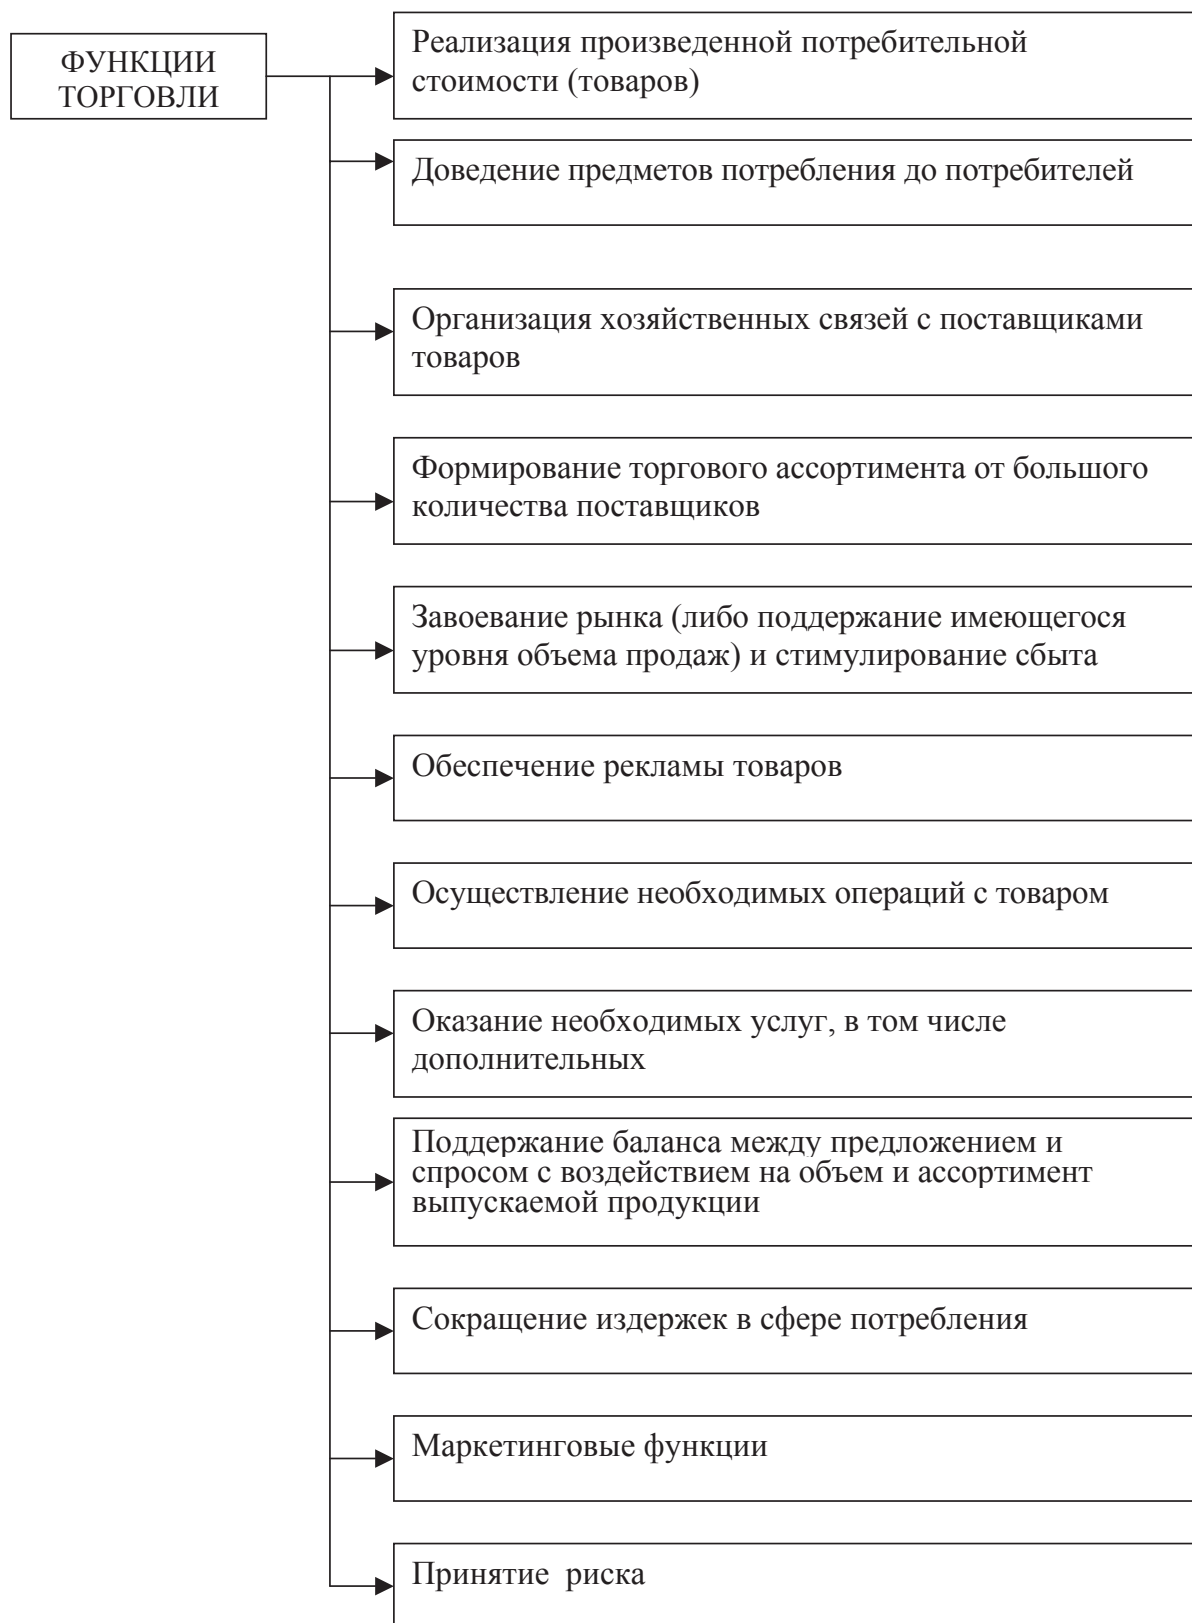 ФУНКЦИИ
ТОРГОВЛИ
Реализация произведенной потребительной
стоимости (товаров)
Доведение предметов потребления до потребителей
Организация хозяйственных связей с поставщиками
товаров
Формирование торгового ассортимента от большого
количества поставщиков
Завоевание рынка (либо поддержание имеющегося
уровня объема продаж) и стимулирование сбыта
Обеспечение рекламы товаров
Осуществление необходимых операций с товаром
Оказание необходимых услуг, в том числе
дополнительных
Поддержание баланса между предложением и
спросом с воздействием на объем и ассортимент
выпускаемой продукции
Сокращение издержек в сфере потребления
Маркетинговые функции
Принятие  риска